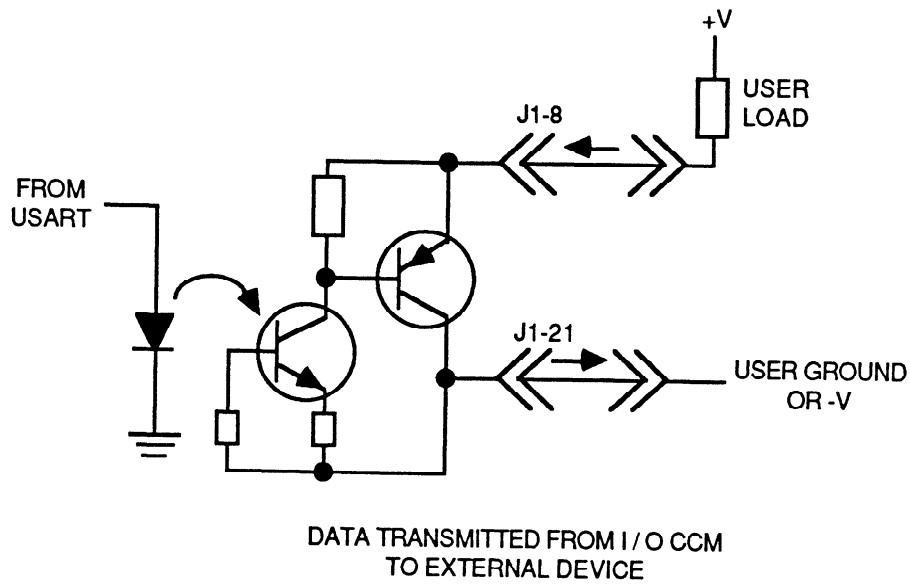 +V
USER
LOAD
J1-8
FROM
USART
J1-21
USER GROUND
OR -V
DATA TRANSMITTED FROM I / O CCM
TO EXTERNAL DEVICE